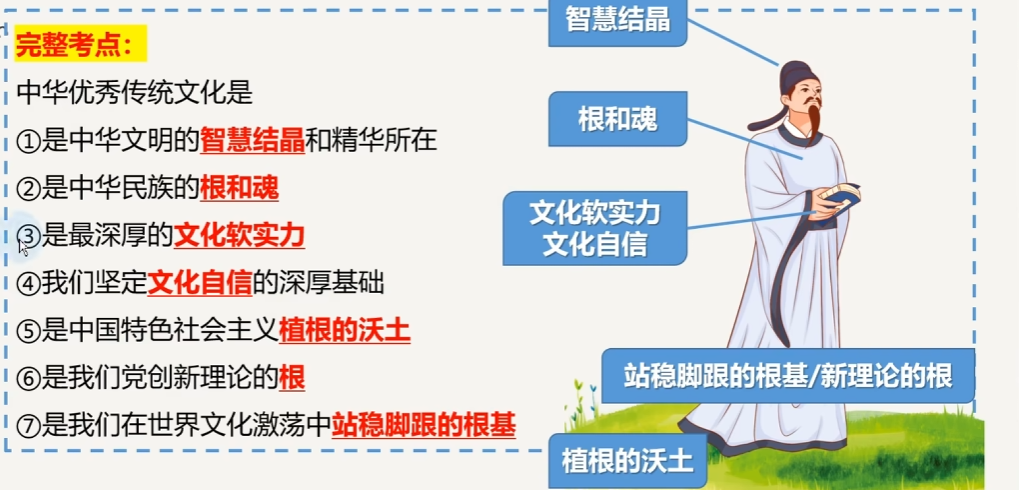 完整考点：
中华优秀传统文化是
①是中华文明的智慧结晶和精华所在
②是中华民族的根和魂
③是最深厚的文化软实力
④我们坚定文化自信的深厚基础
⑤是中国特色社会主义植根的沃土
⑥是我们党创新理论的根
⑦是我们在世界文化激荡中站稳脚跟的根基
智慧结晶
根和魂
文化软实力
文化自信
站稳脚跟的根基/新理论的根
植根的沃土